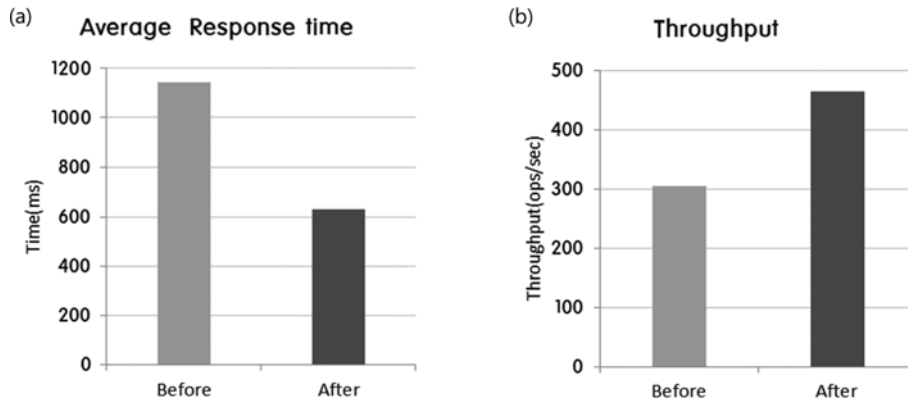 (a)
Average Response time
1200
1000
800
600
400
200
0
Time(ms)
Before
After
(b)
Throughput
500
400
300
200
100
0
Throughput(ops/sec)
Before
After